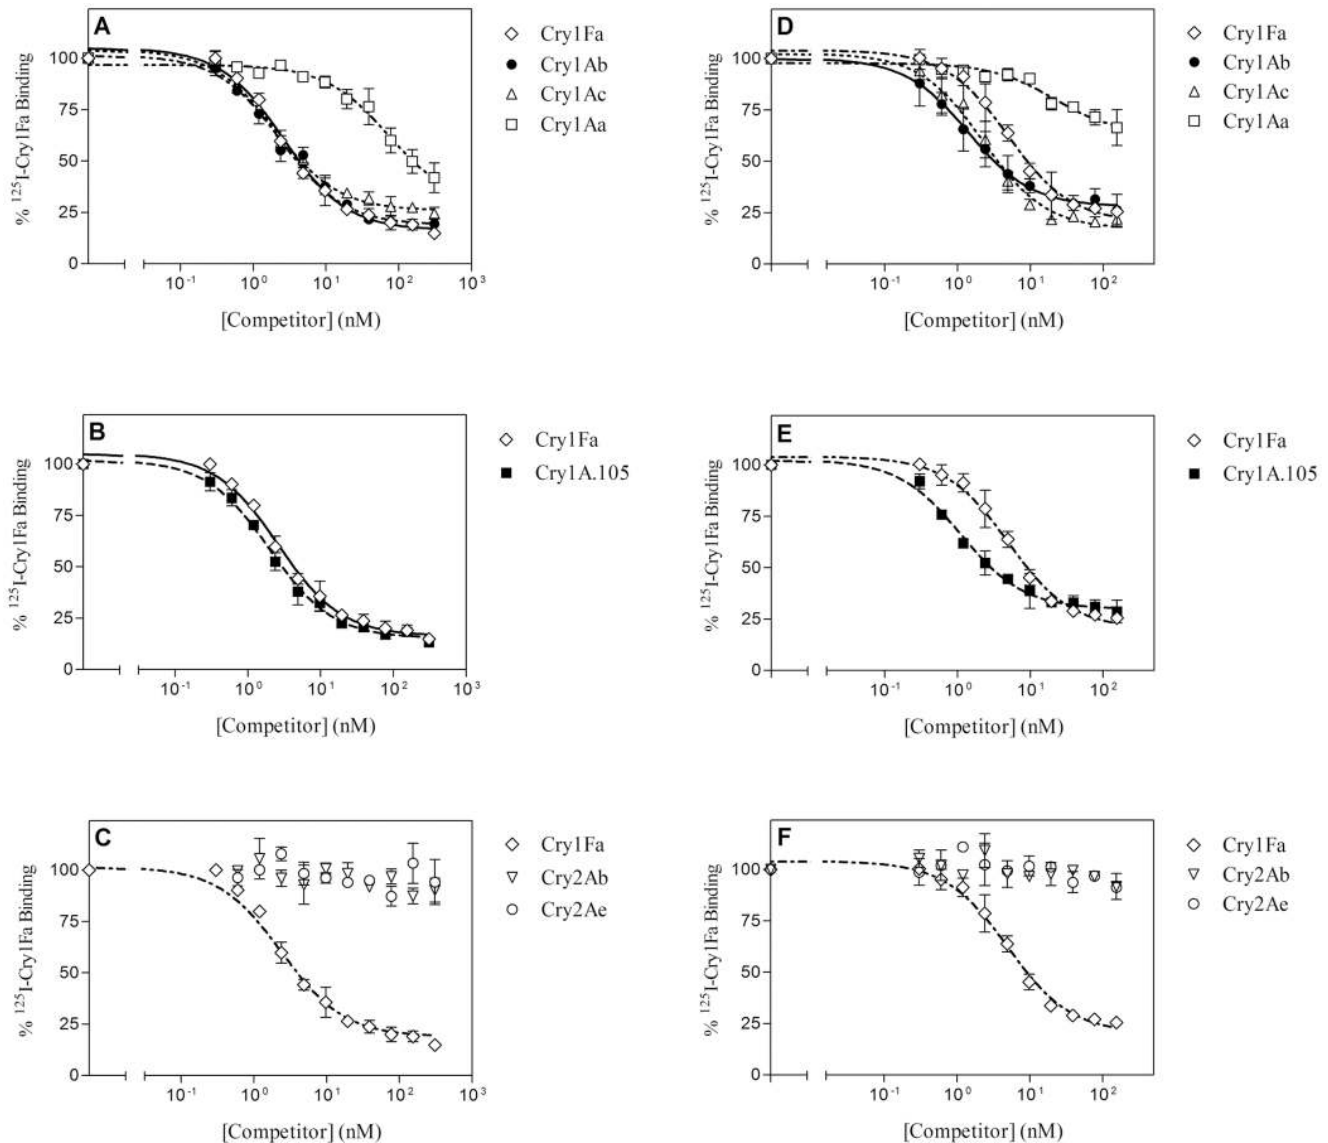 A
% ¹²⁵I-Cry1Fa Binding
100
75
50
25
0
10⁻¹ 10⁰ 10¹ 10² 10³
[Competitor] (nM)
Cry1Fa
Cry1Ab
Cry1Ac
Cry1Aa
D
% ¹²⁵I-Cry1Fa Binding
100
75
50
25
0
10⁻¹ 10⁰ 10¹ 10²
[Competitor] (nM)
Cry1Fa
Cry1Ab
Cry1Ac
Cry1Aa
B
% ¹²⁵I-Cry1Fa Binding
100
75
50
25
0
10⁻¹ 10⁰ 10¹ 10² 10³
[Competitor] (nM)
Cry1Fa
Cry1A.105
E
% ¹²⁵I-Cry1Fa Binding
100
75
50
25
0
10⁻¹ 10⁰ 10¹ 10²
[Competitor] (nM)
Cry1Fa
Cry1A.105
C
% ¹²⁵I-Cry1Fa Binding
100
75
50
25
0
10⁻¹ 10⁰ 10¹ 10² 10³
[Competitor] (nM)
Cry1Fa
Cry2Ab
Cry2Ae
F
% ¹²⁵I-Cry1Fa Binding
100
75
50
25
0
10⁻¹ 10⁰ 10¹ 10²
[Competitor] (nM)
Cry1Fa
Cry2Ab
Cry2Ae